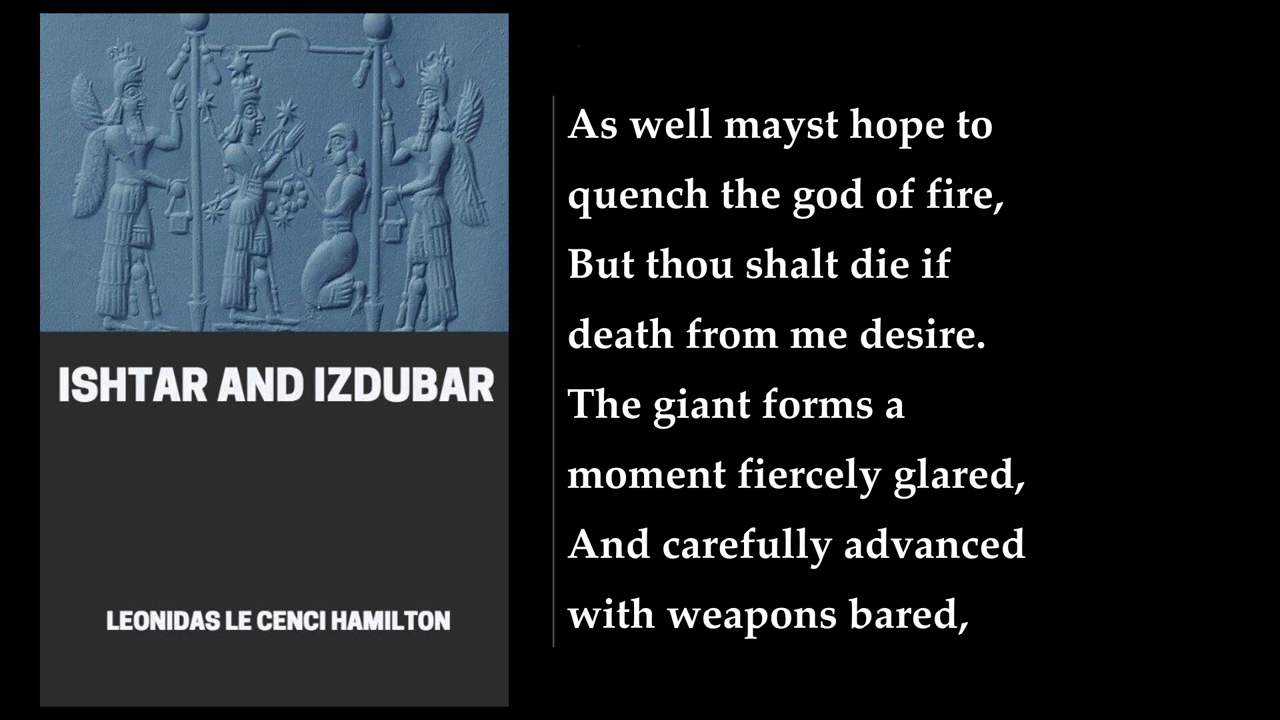 ISHTAR AND IZDUBAR
LEONIDAS LE CENCI HAMILTON
As well mayst hope to
quench the god of fire,
But thou shalt die if
death from me desire.
The giant forms a
moment fiercely glared,
And carefully advanced
with weapons bared,